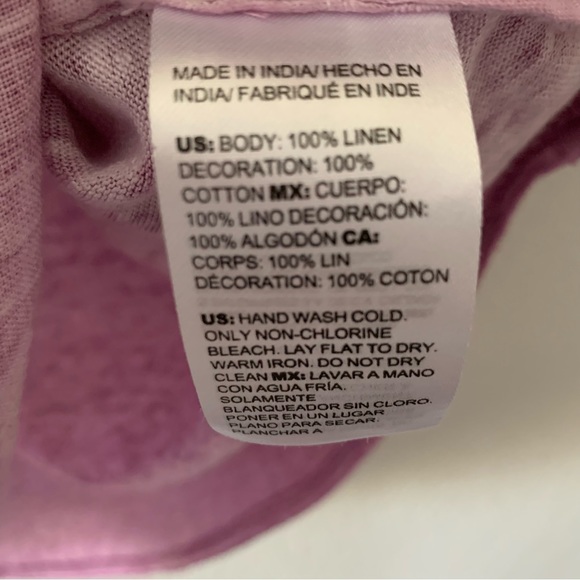 MADE IN INDIA/ HECHO EN
INDIA/ FABRIQUÉ EN INDE
US: BODY: 100% LINEN
DECORATION: 100%
COTTON MX: CUERPO:
100% LINO DECORACIÓN:
100% ALGODÓN CA:
CORPS: 100% LIN
DÉCORATION: 100% COTON
US: HAND WASH COLD.
ONLY NON-CHLORINE
BLEACH. LAY FLAT TO DRY.
WARM IRON. DO NOT DRY
CLEAN MX: LAVAR A MANO
CON AGUA FRÍA.
SOLAMENTE
BLANQUEADOR SIN CLORO.
PONER EN UN LUGAR
PLANO PARA SECAR.
PLANCHAR A